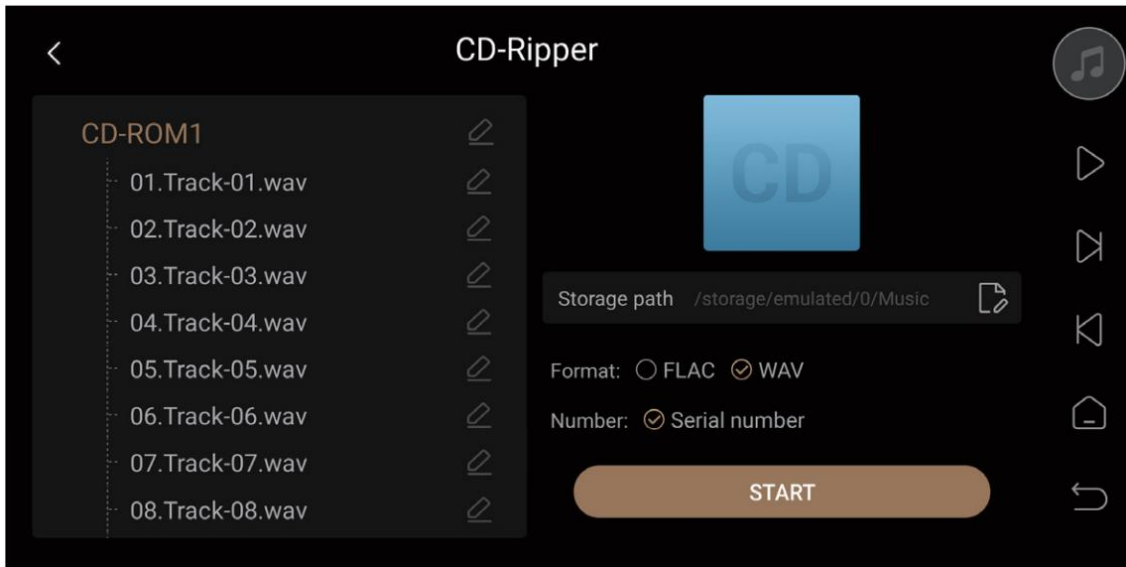 CD-Ripper
CD-ROM1
01.Track-01.wav
02.Track-02.wav
03.Track-03.wav
04.Track-04.wav
05.Track-05.wav
06.Track-06.wav
07.Track-07.wav
08.Track-08.wav
CD
Storage path /storage/emulated/0/Music
Format: FLAC WAV
Number: Serial number
START